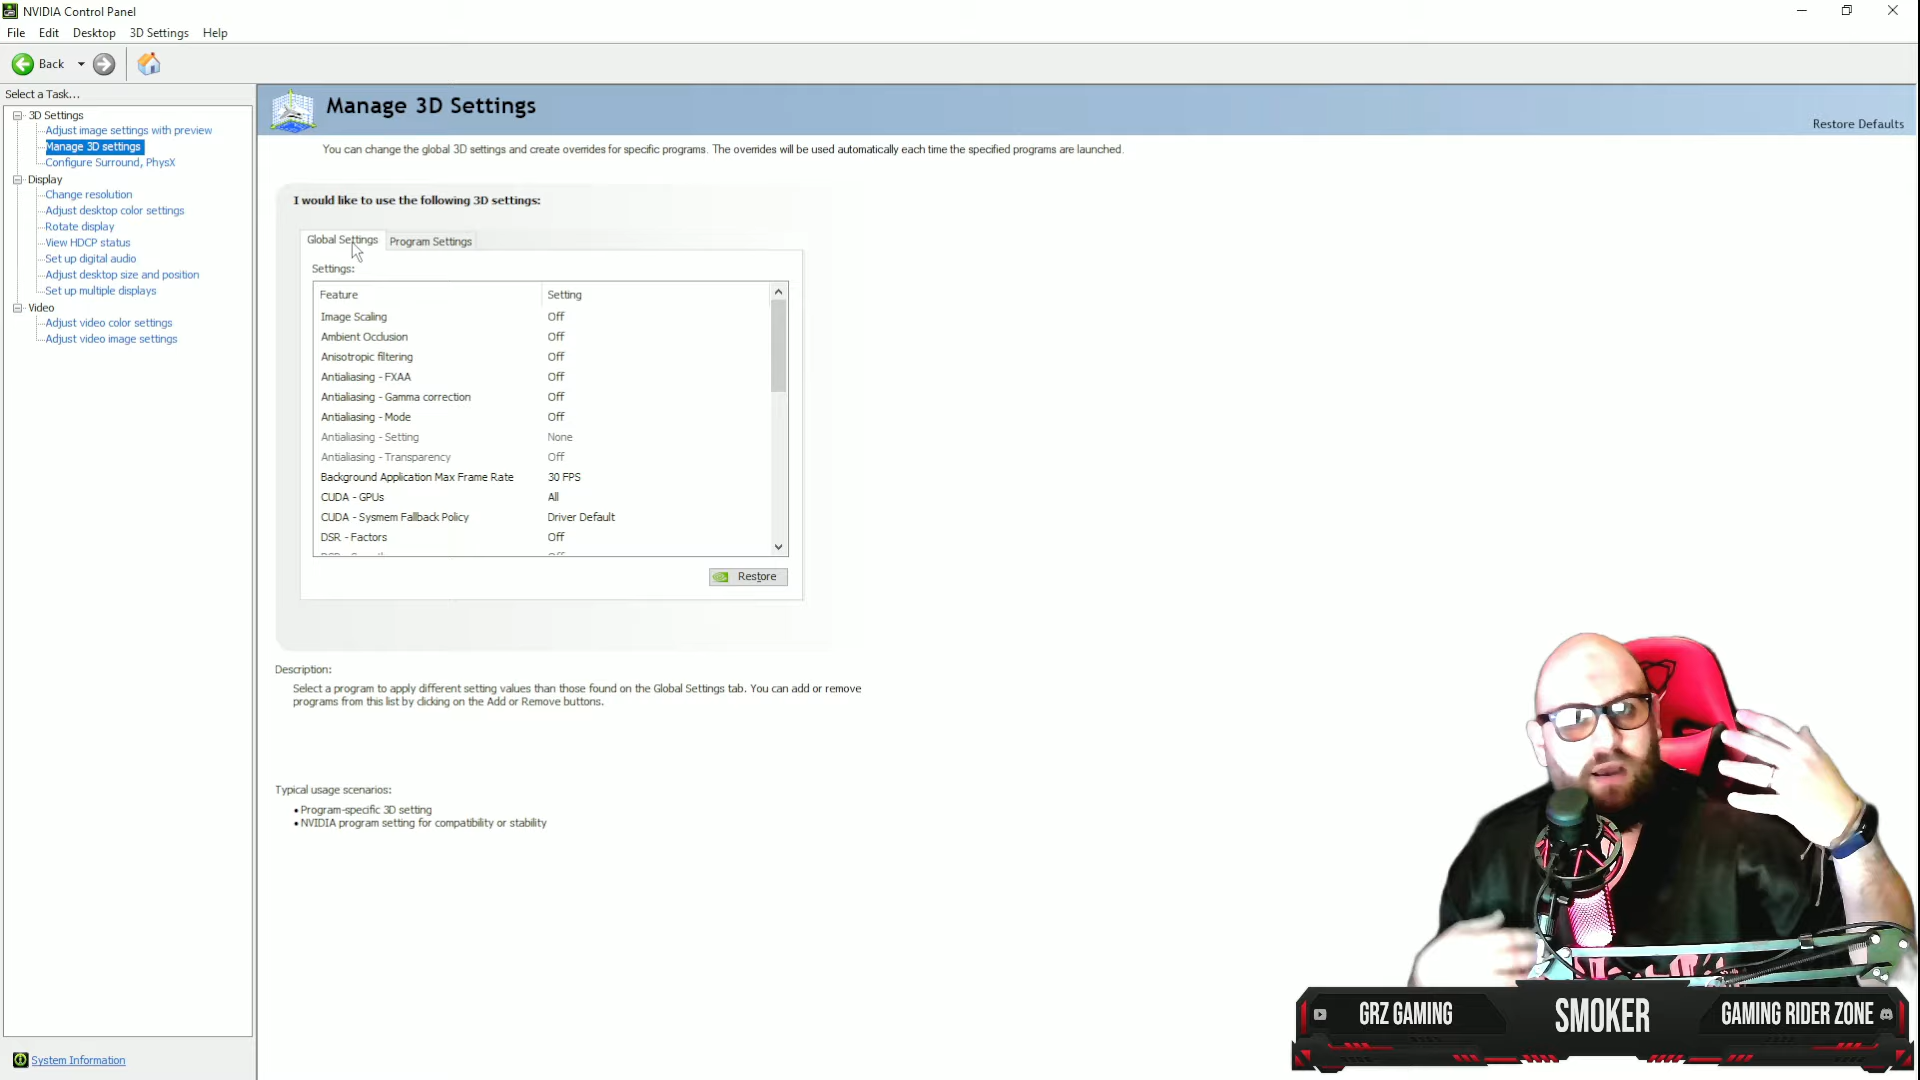 NVIDIA Control Panel
File Edit Desktop 3D Settings Help
Back
Select a Task...
3D Settings
Adjust image settings with preview
Manage 3D settings
Configure Surround, PhysX
Display
Change resolution
Adjust desktop color settings
Rotate display
View HDCP status
Set up digital audio
Adjust desktop size and position
Set up multiple displays
Video
Adjust video color settings
Adjust video image settings
System Information
Manage 3D Settings
Restore Defaults
You can change the global 3D settings and create overrides for specific programs. The overrides will be used automatically each time the specified programs are launched.
I would like to use the following 3D settings:
Global Settings Program Settings
Settings:
Feature Setting
Image Scaling Off
Ambient Occlusion Off
Anisotropic filtering Off
Antialiasing - FXAA Off
Antialiasing - Gamma correction Off
Antialiasing - Mode Off
Antialiasing - Setting None
Antialiasing - Transparency Off
Background Application Max Frame Rate 30 FPS
CUDA - GPUs All
CUDA - Sysmem Fallback Policy Driver Default
DSR - Factors Off
Restore
Description:
Select a program to apply different setting values than those found on the Global Settings tab. You can add or remove
programs from this list by clicking on the Add or Remove buttons.
Typical usage scenarios:
• Program-specific 3D setting
• NVIDIA program setting for compatibility or stability
GRZ GAMING SMOKER GAMING RIDER ZONE